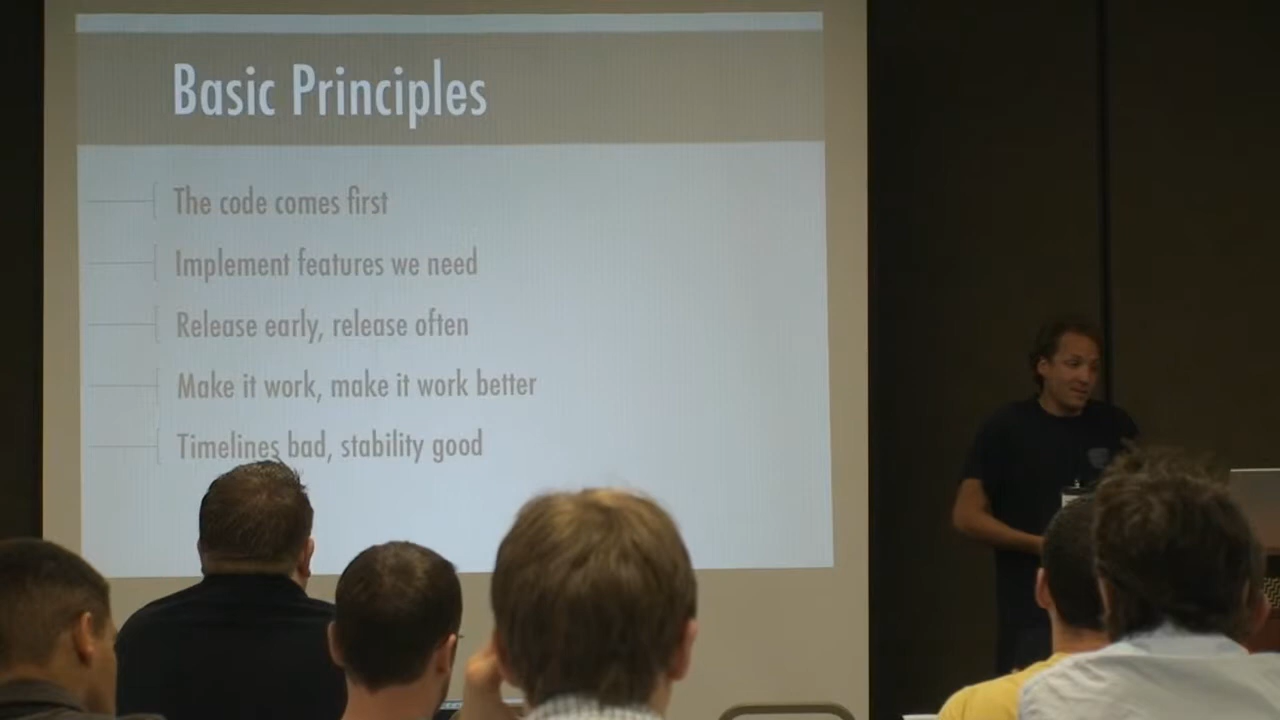 Basic Principles
The code comes first
Implement features we need
Release early, release often
Make it work, make it work better
Timelines bad, stability good